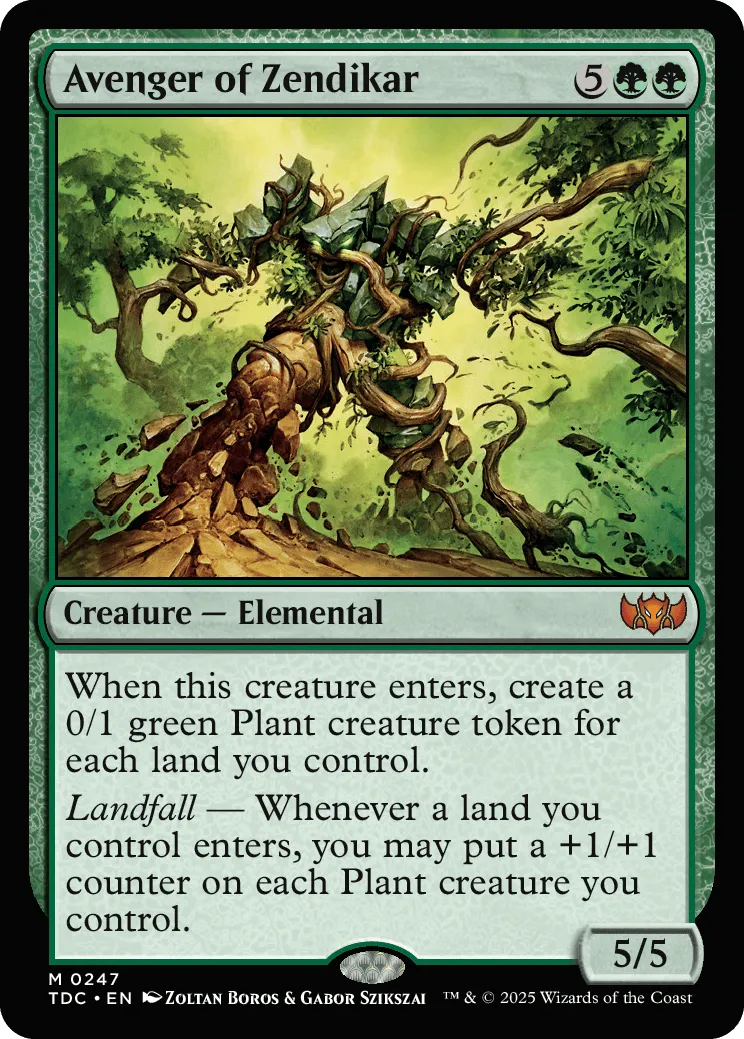 Avenger of Zendikar 5
Creature — Elemental
When this creature enters, create a
0/1 green Plant creature token for
each land you control.
Landfall — Whenever a land you
control enters, you may put a +1/+1
counter on each Plant creature you
control.
5/5
M 0247
TDC • EN Zoltan Boros & Gabor Szikszai ™ & © 2025 Wizards of the Coast